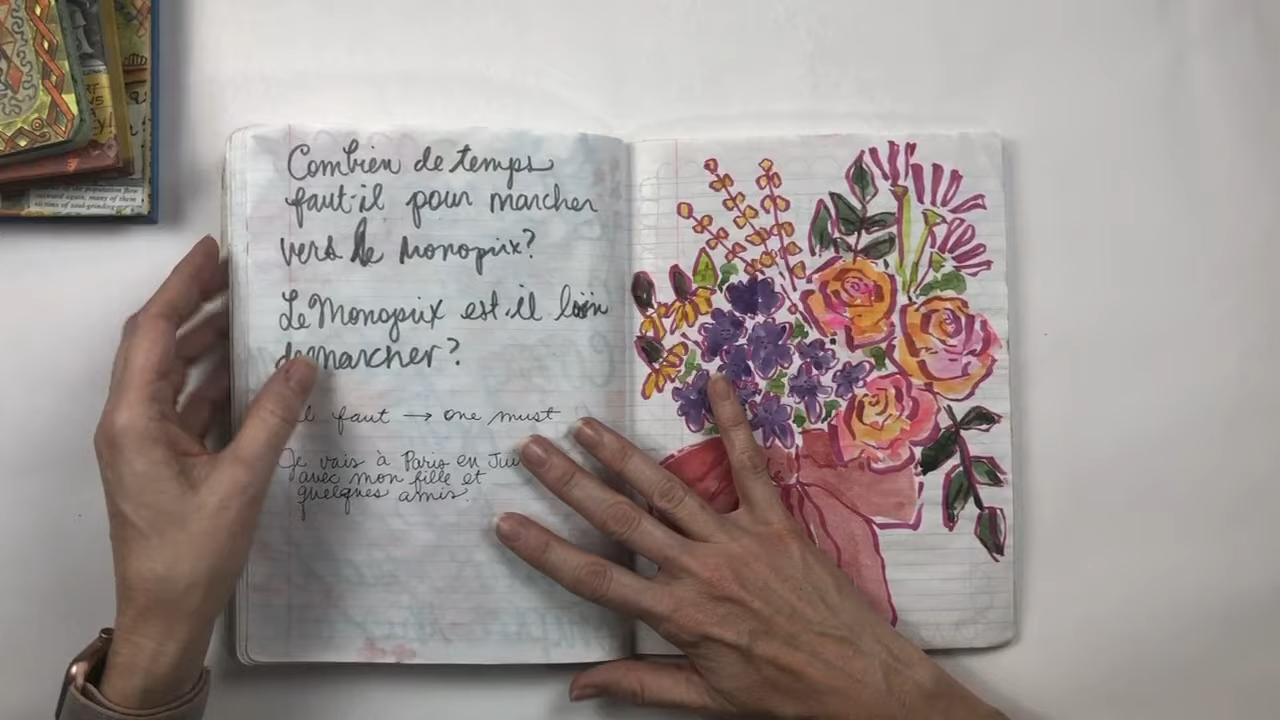 Combien de temps
faut-il pour marcher
vers le Monopix?
Le Monopix est-il loin
de marcher?
il faut → one must
Je vais à Paris en
avec mon fille et
quelques amis.